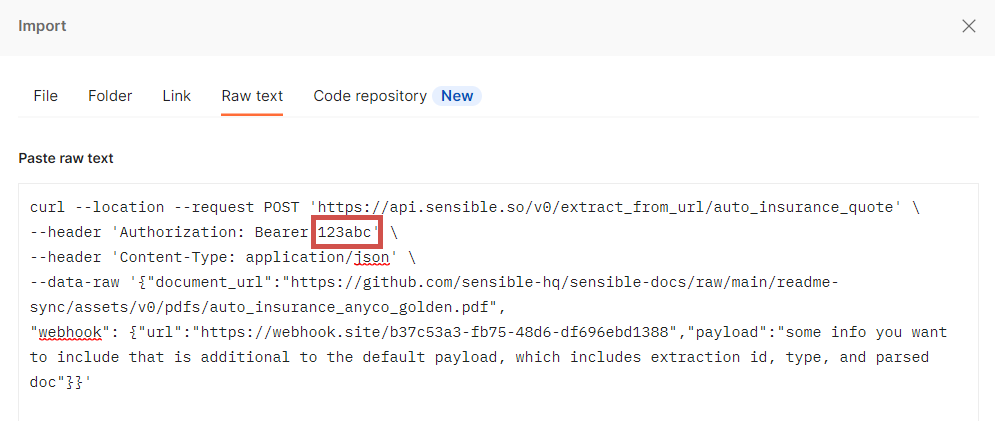 Import
File Folder Link Raw text Code repository New
Paste raw text
curl --location --request POST 'https://api.sensible.so/v0/extract_from_url/auto_insurance_quote' \
--header 'Authorization: Bearer 123abc' \
--header 'Content-Type: application/json' \
--data-raw '{"document_url":"https://github.com/sensible-hq/sensible-docs/raw/main/readme-
sync/assets/v0/pdfs/auto_insurance_anyco_golden.pdf",
"webhook": {"url":"https://webhook.site/b37c53a3-fb75-48d6-df696ebd1388","payload":"some info you want
to include that is additional to the default payload, which includes extraction id, type, and parsed
doc"}}'